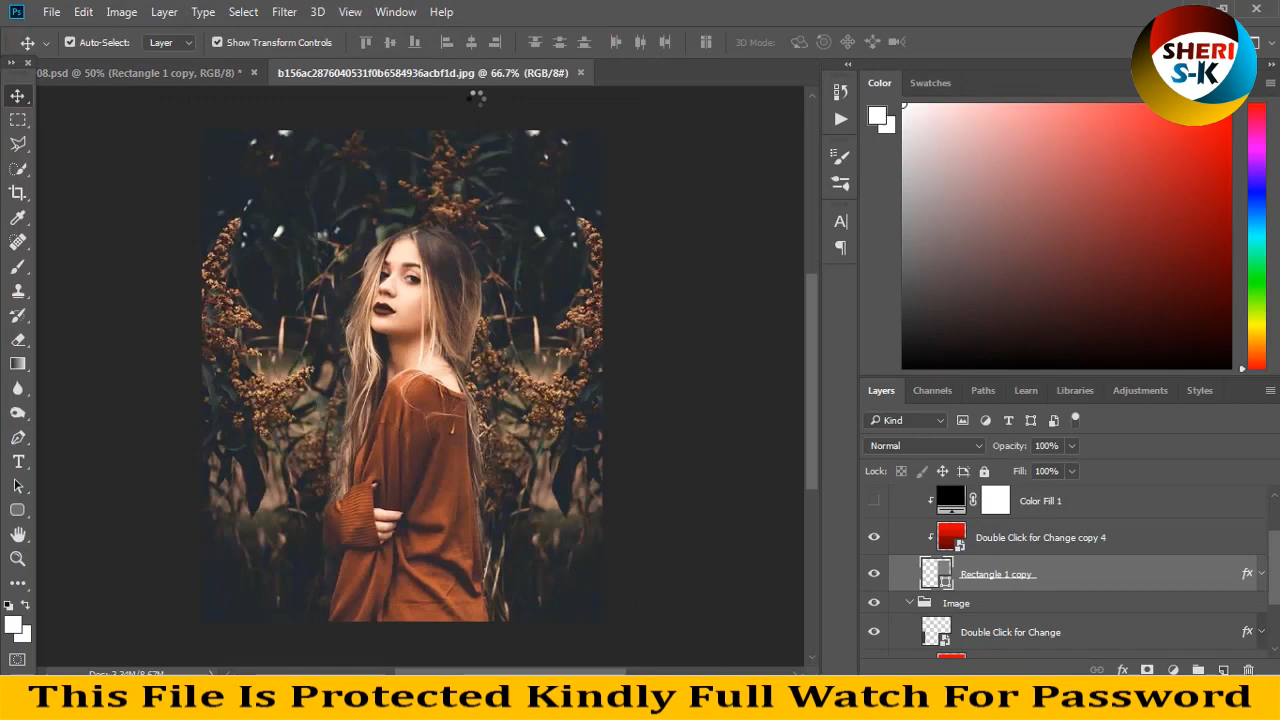 Ps File Edit Image Layer Type Select Filter 3D View Window Help
Auto-Select: Layer Show Transform Controls 3D Mode:
08.psd @ 50% (Rectangle 1 copy, RGB/8) * b156ac2876040531f0b6584936acbf1d.jpg @ 66.7% (RGB/8#)
SHERI
S-K
Color Swatches
Layers Channels Paths Learn Libraries Adjustments Styles
Kind
Normal Opacity: 100%
Lock: Fill: 100%
Color Fill 1
Double Click for Change copy 4
Rectangle 1 copy fx
Image
Double Click for Change fx
fx
This File Is Protected Kindly Full Watch For Password